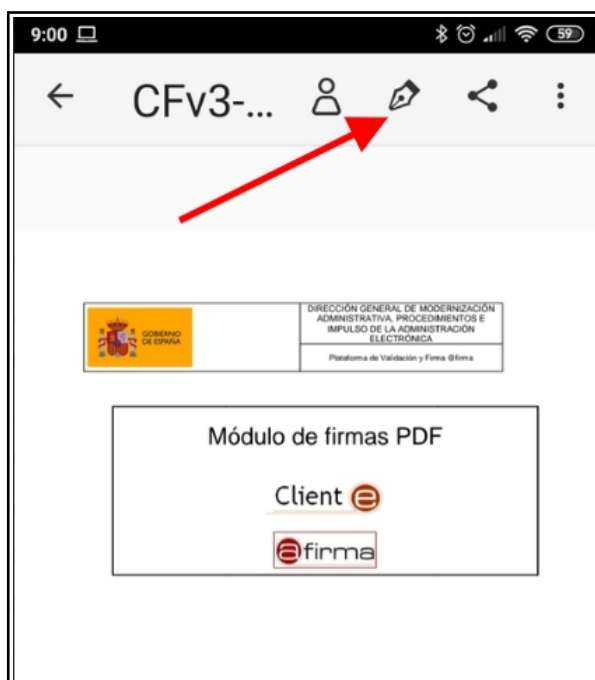 9:00
59
CFv3-...
GOBIERNO
DE ESPAÑA
DIRECCIÓN GENERAL DE MODERNIZACIÓN
ADMINISTRATIVA, PROCEDIMIENTOS E
IMPULSO DE LA ADMINISTRACIÓN
ELECTRÓNICA
Plataforma de Validación y Firma @firma
Módulo de firmas PDF
Client e
@firma